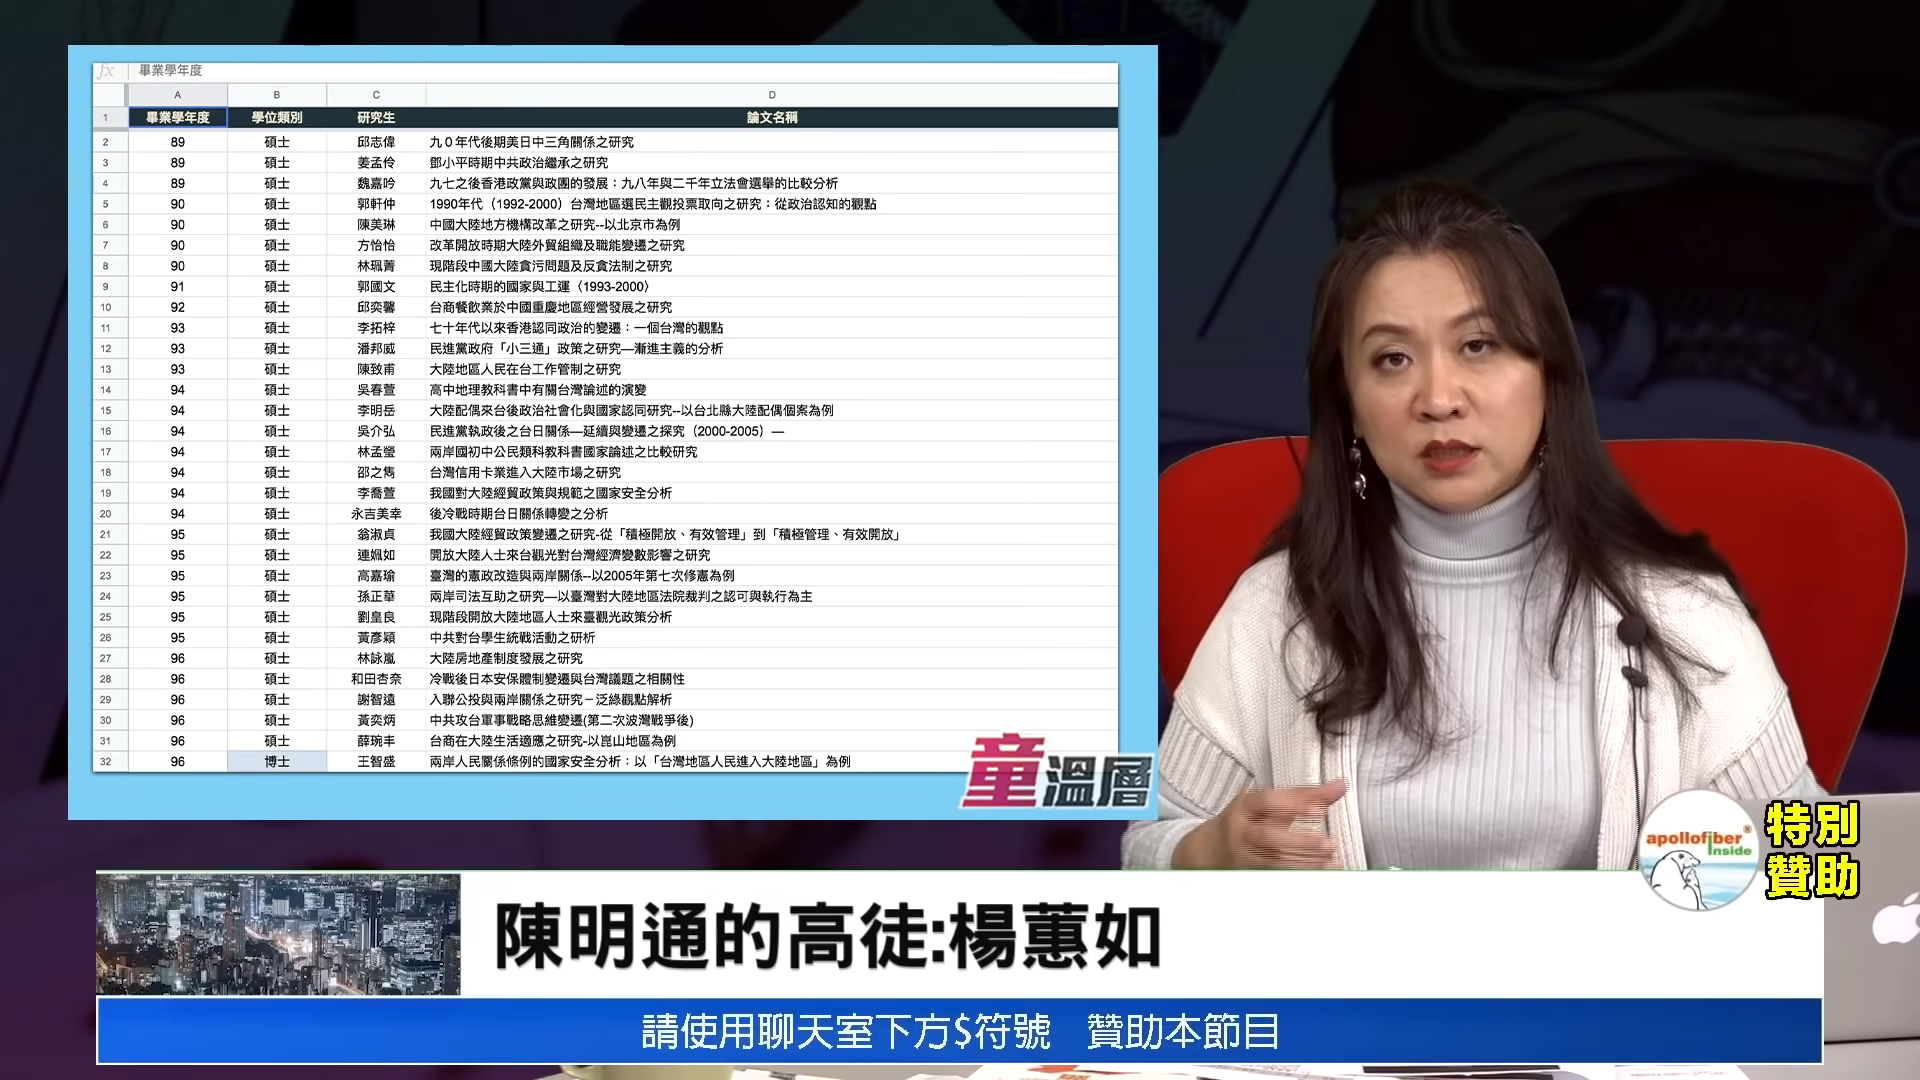 fx 畢業學年度
A B C D
1 畢業學年度 學位類別 研究生 論文名稱
2 89 碩士 邱志偉 九０年代後期美日中三角關係之研究
3 89 碩士 姜孟伶 鄧小平時期中共政治繼承之研究
4 89 碩士 魏嘉吟 九七之後香港政黨與政團的發展：九八年與二千年立法會選舉的比較分析
5 90 碩士 郭軒仲 1990年代（1992-2000）台灣地區選民主觀投票取向之研究：從政治認知的觀點
6 90 碩士 陳美琳 中國大陸地方機構改革之研究--以北京市為例
7 90 碩士 方怡怡 改革開放時期大陸外貿組織及職能變遷之研究
8 90 碩士 林珮菁 現階段中國大陸貪污問題及反貪法制之研究
9 91 碩士 郭國文 民主化時期的國家與工運〈1993-2000〉
10 92 碩士 邱奕馨 台商餐飲業於中國重慶地區經營發展之研究
11 93 碩士 李拓梓 七十年代以來香港認同政治的變遷：一個台灣的觀點
12 93 碩士 潘邦威 民進黨政府「小三通」政策之研究—漸進主義的分析
13 93 碩士 陳致甫 大陸地區人民在台工作管制之研究
14 94 碩士 吳春萱 高中地理教科書中有關台灣論述的演變
15 94 碩士 李明岳 大陸配偶來台後政治社會化與國家認同研究--以台北縣大陸配偶個案為例
16 94 碩士 吳介弘 民進黨執政後之台日關係—延續與變遷之探究（2000-2005）—
17 94 碩士 林孟瑩 兩岸國初中公民類科教科書國家論述之比較研究
18 94 碩士 邵之雋 台灣信用卡業進入大陸市場之研究
19 94 碩士 李喬萱 我國對大陸經貿政策與規範之國家安全分析
20 94 碩士 永吉美幸 後冷戰時期台日關係轉變之分析
21 95 碩士 翁淑貞 我國大陸經貿政策變遷之研究-從「積極開放、有效管理」到「積極管理、有效開放」
22 95 碩士 連姵如 開放大陸人士來台觀光對台灣經濟變數影響之研究
23 95 碩士 高嘉瑜 臺灣的憲政改造與兩岸關係--以2005年第七次修憲為例
24 95 碩士 孫正華 兩岸司法互助之研究—以臺灣對大陸地區法院裁判之認可與執行為主
25 95 碩士 劉皇良 現階段開放大陸地區人士來臺觀光政策分析
26 95 碩士 黃彥穎 中共對台學生統戰活動之研析
27 96 碩士 林詠嵐 大陸房地產制度發展之研究
28 96 碩士 和田杏奈 冷戰後日本安保體制變遷與台灣議題之相關性
29 96 碩士 謝智遠 入聯公投與兩岸關係之研究－泛綠觀點解析
30 96 碩士 黃奕炳 中共攻台軍事戰略思維變遷(第二次波灣戰爭後)
31 96 碩士 薛琬丰 台商在大陸生活適應之研究-以崑山地區為例
32 96 博士 王智盛 兩岸人民關係條例的國家安全分析：以「台灣地區人民進入大陸地區」為例
童溫層
apollofiber®
Inside
特別
贊助
陳明通的高徒:楊蕙如
請使用聊天室下方$符號 贊助本節目